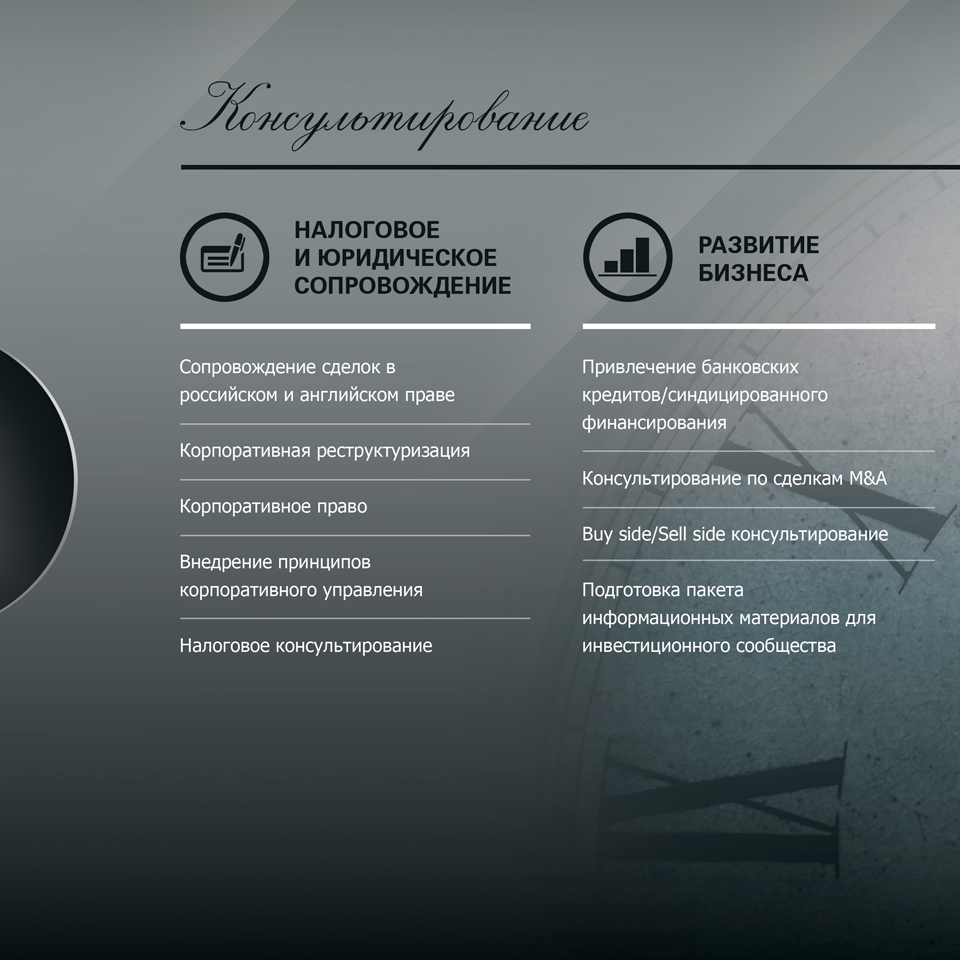 Консультирование
НАЛОГОВОЕ
И ЮРИДИЧЕСКОЕ
СОПРОВОЖДЕНИЕ
Сопровождение сделок в
российском и английском праве
Корпоративная реструктуризация
Корпоративное право
Внедрение принципов
корпоративного управления
Налоговое консультирование
РАЗВИТИЕ
БИЗНЕСА
Привлечение банковских
кредитов/синдицированного
финансирования
Консультирование по сделкам M&A
Buy side/Sell side консультирование
Подготовка пакета
информационных материалов для
инвестиционного сообщества